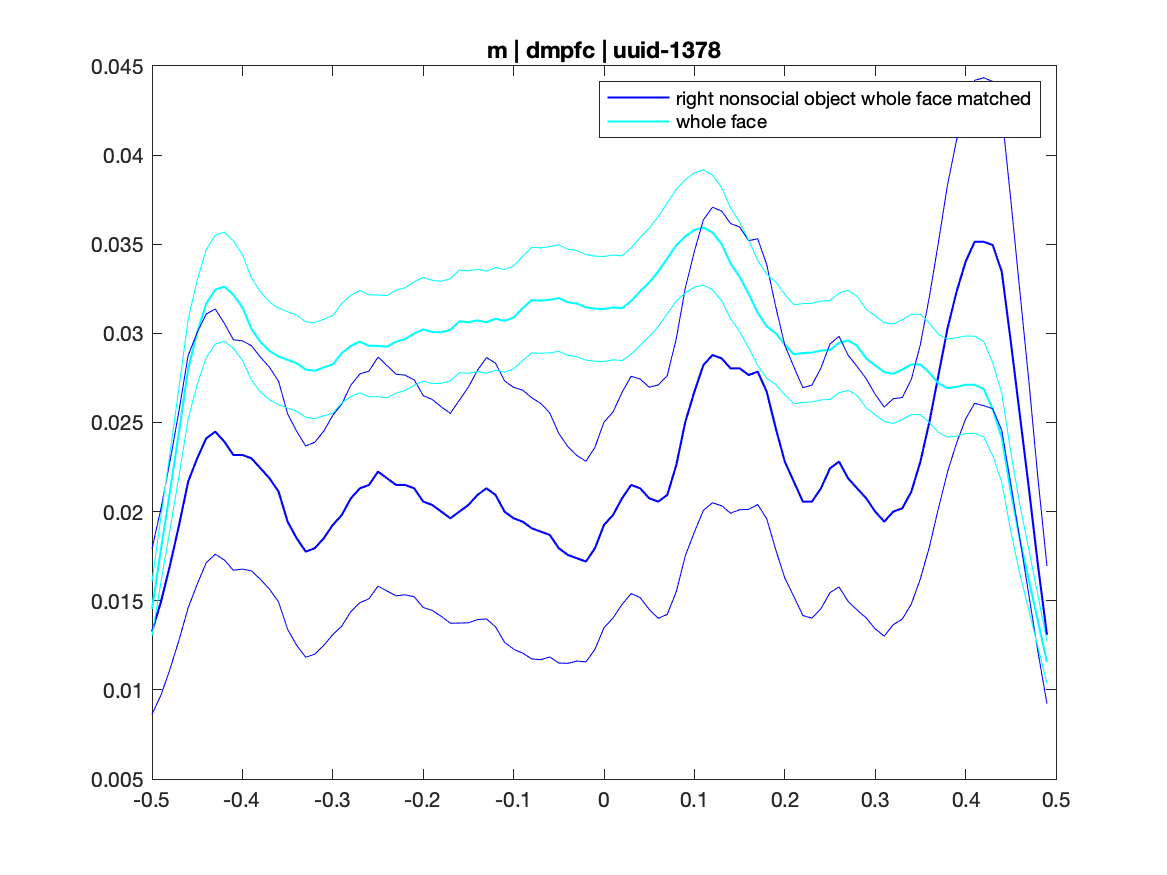 m | dmpfc | uuid-1378
right nonsocial object whole face matched
whole face
0.045
0.04
0.035
0.03
0.025
0.02
0.015
0.01
0.005
-0.5 -0.4 -0.3 -0.2 -0.1 0 0.1 0.2 0.3 0.4 0.5